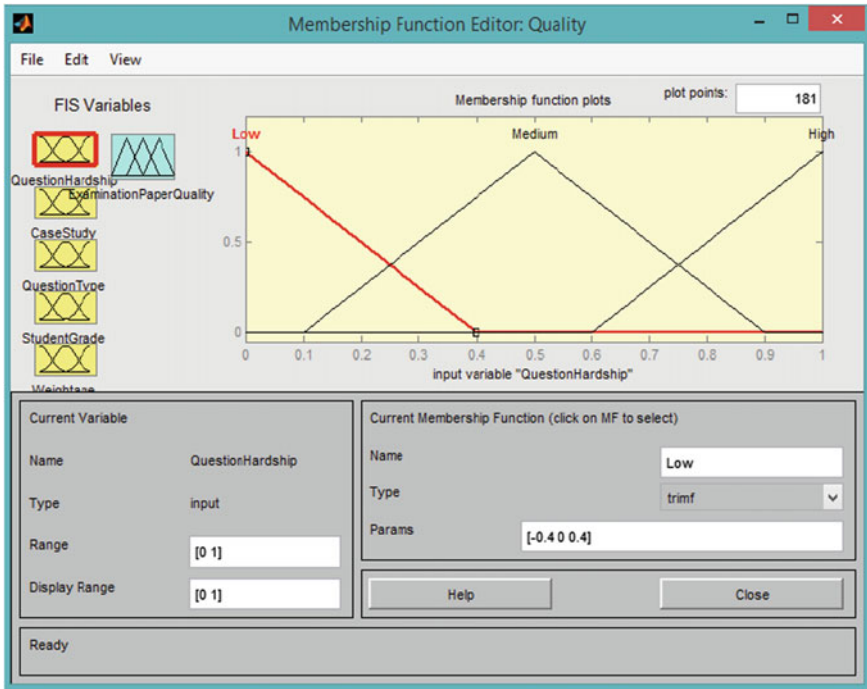 Membership Function Editor: Quality
File Edit View
FIS Variables
Membership function plots
plot points:
181
QuestionHardship
ExaminationPaperQuality
CaseStudy
QuestionType
StudentGrade
Weightage
Low
Medium
High
1
0.5
0
0 0.1 0.2 0.3 0.4 0.5 0.6 0.7 0.8 0.9 1
input variable "QuestionHardship"
Current Variable
Name QuestionHardship
Type input
Range [0 1]
Display Range [0 1]
Current Membership Function (click on MF to select)
Name Low
Type trimf
Params [-0.4 0 0.4]
Help Close
Ready